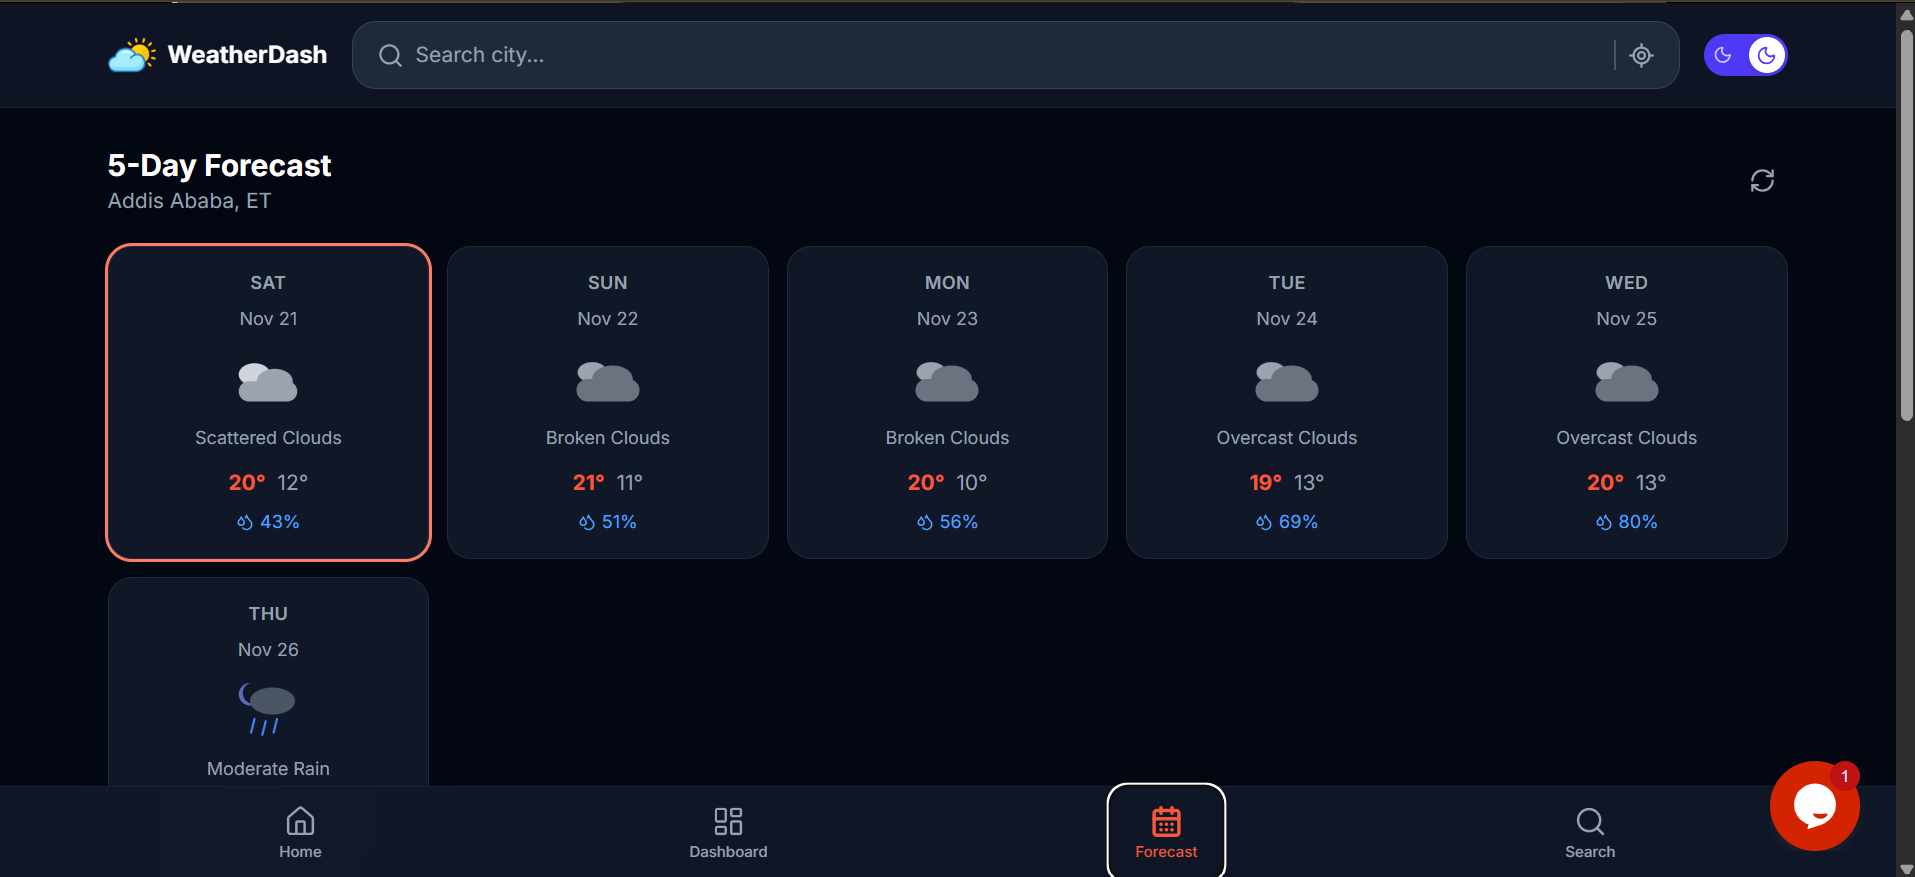 WeatherDash
Search city...
5-Day Forecast
Addis Ababa, ET
SAT
Nov 21
Scattered Clouds
20° 12°
43%
SUN
Nov 22
Broken Clouds
21° 11°
51%
MON
Nov 23
Broken Clouds
20° 10°
56%
TUE
Nov 24
Overcast Clouds
19° 13°
69%
WED
Nov 25
Overcast Clouds
20° 13°
80%
THU
Nov 26
Moderate Rain
1
Home
Dashboard
Forecast
Search